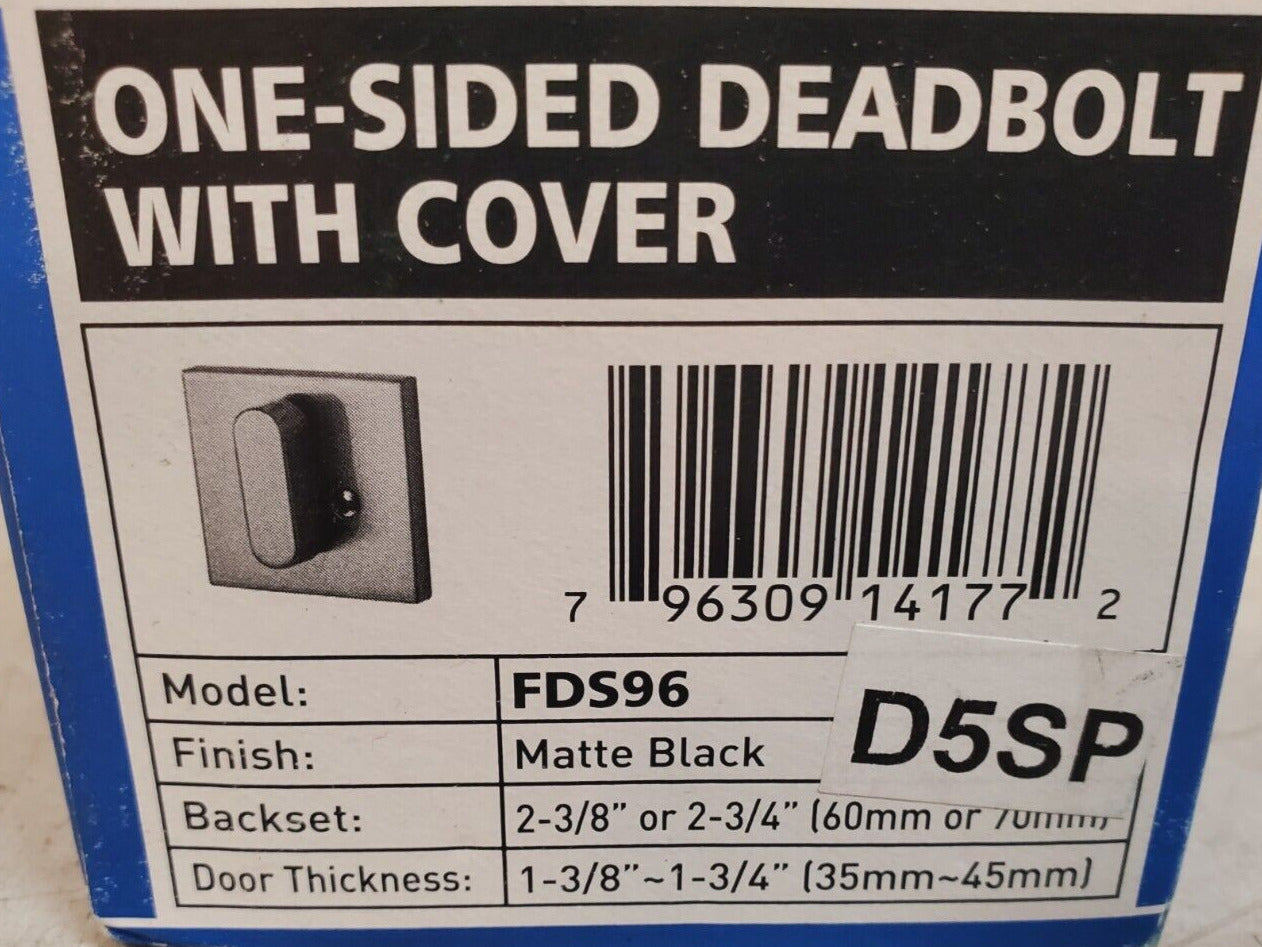 ONE-SIDED DEADBOLT
WITH COVER
7 96309 14177 2
Model: FDS96
D5SP
Finish: Matte Black
Backset: 2-3/8” or 2-3/4” (60mm or 70mm)
Door Thickness: 1-3/8”~1-3/4” (35mm~45mm)